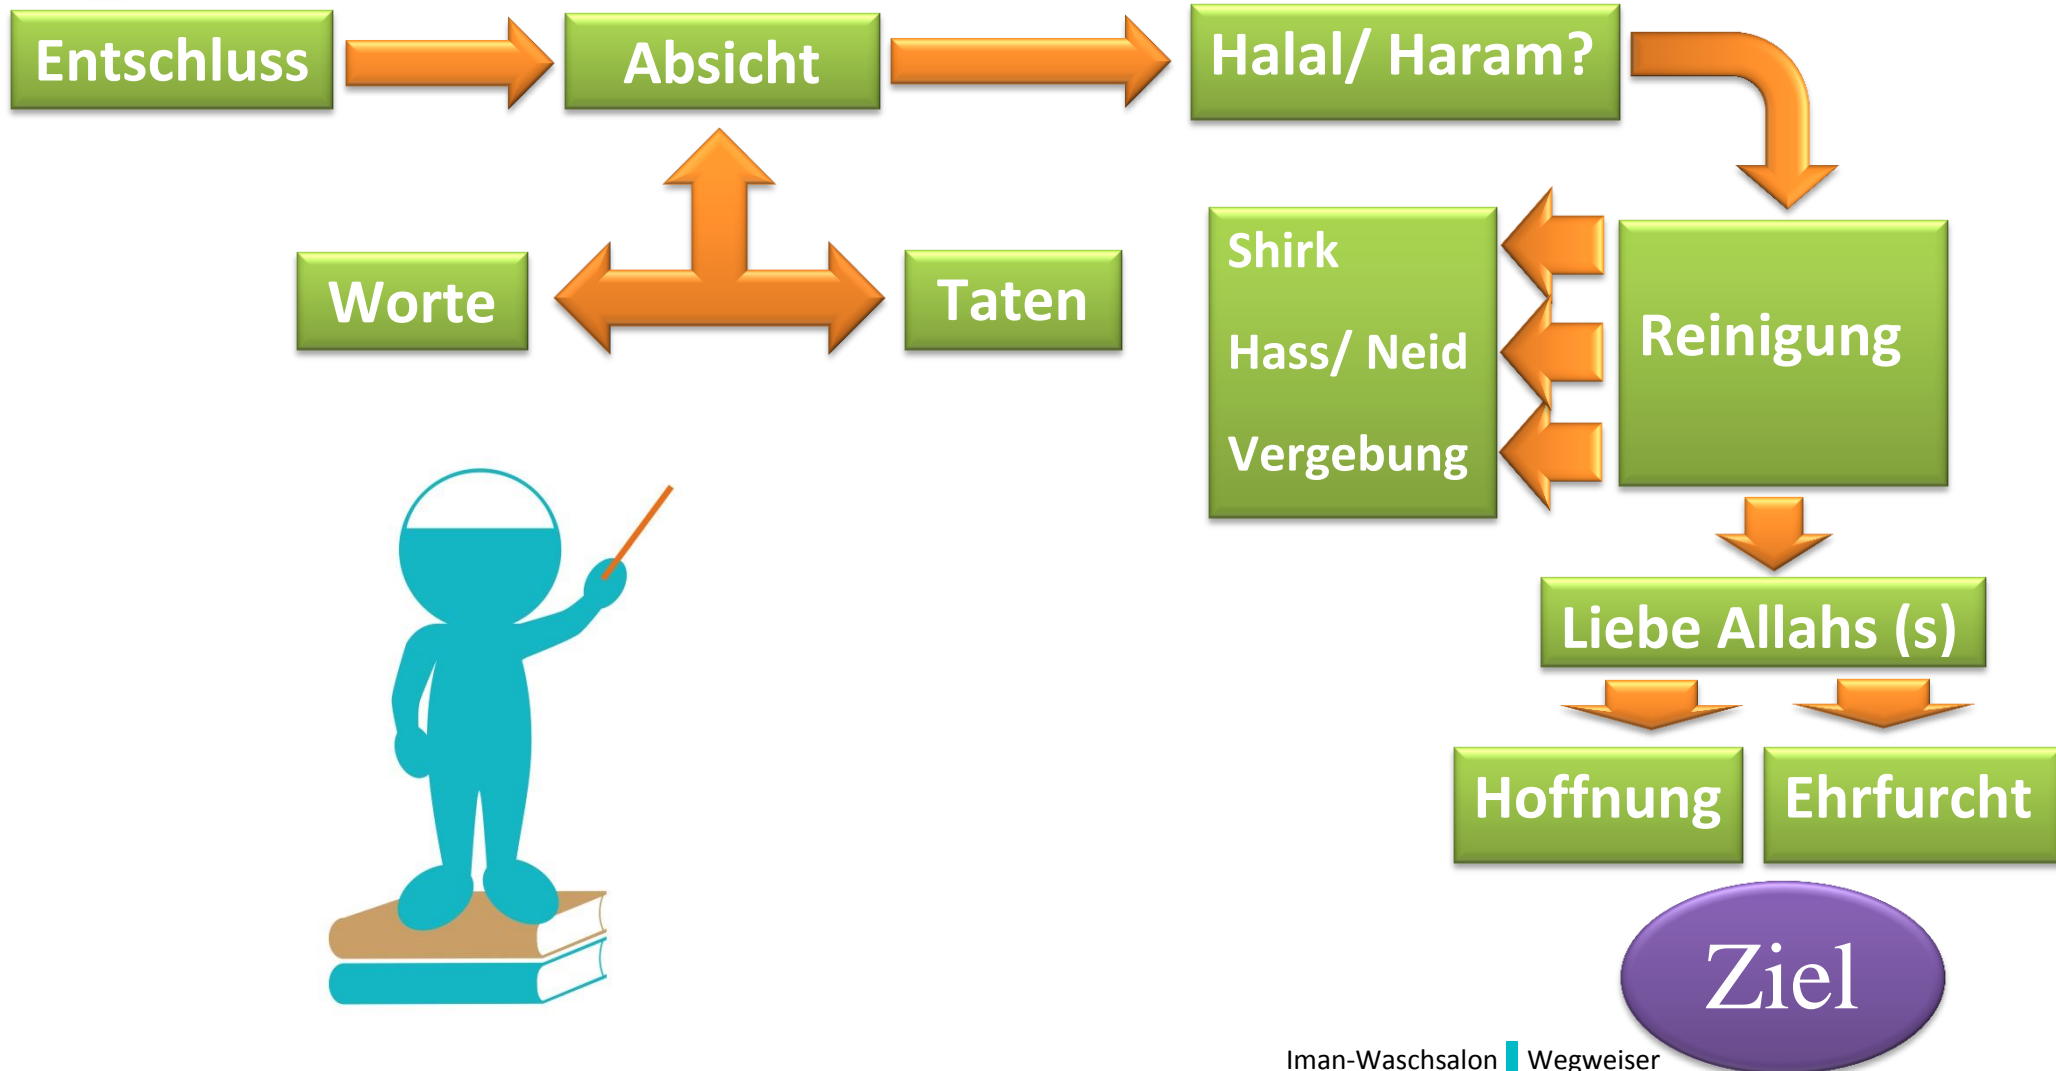 Entschluss
Absicht
Halal/ Haram?
Worte
Taten
Shirk
Hass/ Neid
Vergebung
Reinigung
Liebe Allahs (s)
Hoffnung
Ehrfurcht
Ziel
Iman-Waschsalon Wegweiser